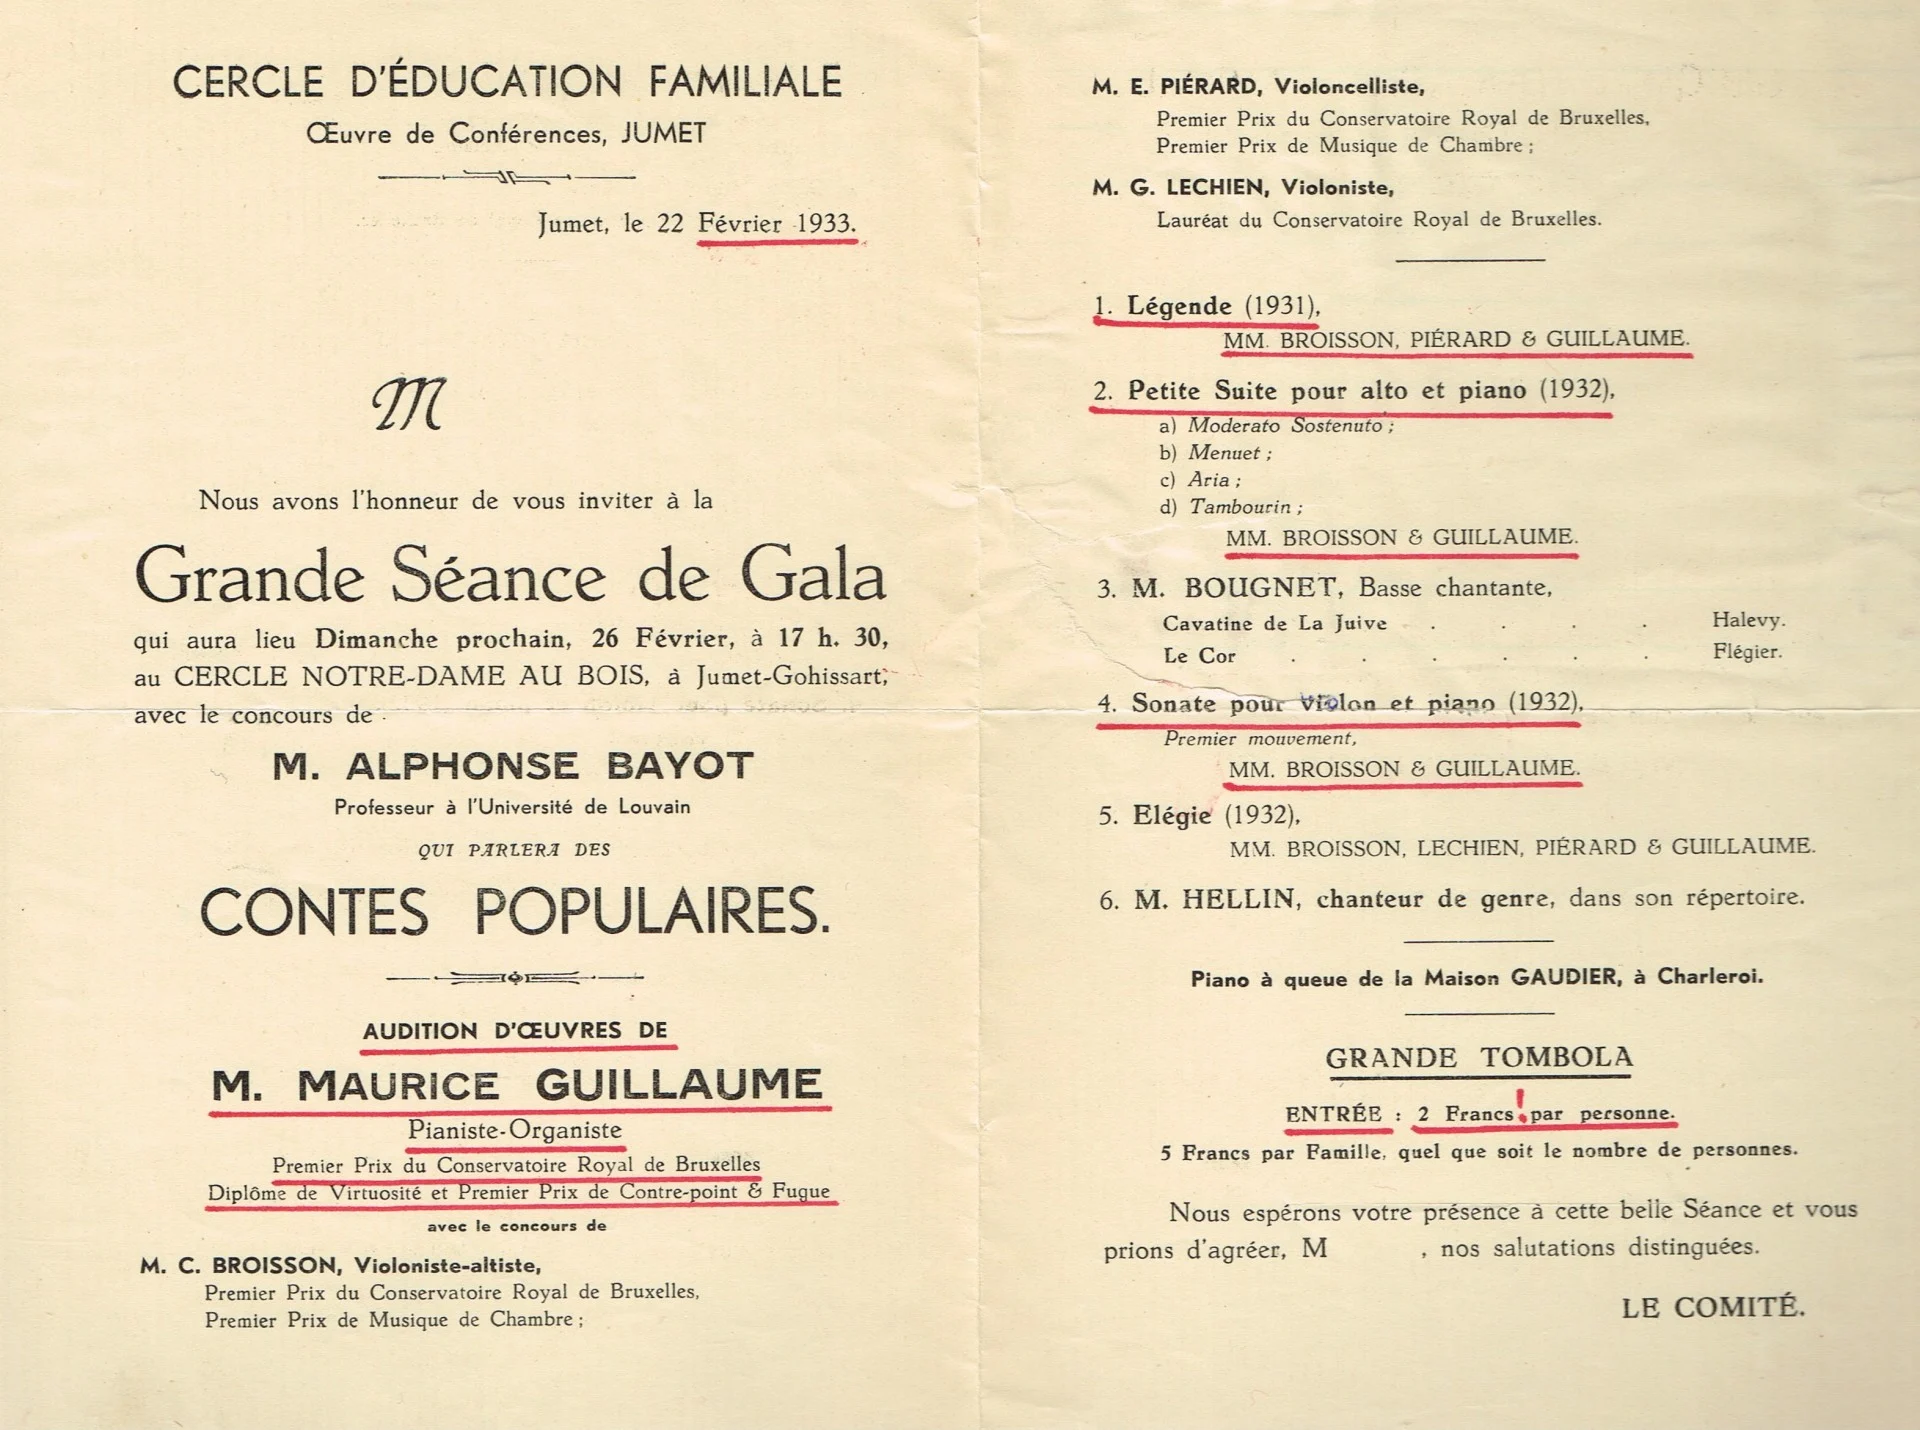 CERCLE D'ÉDUCATION FAMILIALE
Œuvre de Conférences, JUMET
Jumet, le 22 Février 1933.
M
Nous avons l'honneur de vous inviter à la
Grande Séance de Gala
qui aura lieu Dimanche prochain, 26 Février, à 17 h. 30,
au CERCLE NOTRE-DAME AU BOIS, à Jumet-Gohissart,
avec le concours de
M. ALPHONSE BAYOT
Professeur à l'Université de Louvain
QUI PARLERA DES
CONTES POPULAIRES.
AUDITION D'ŒUVRES DE
M. MAURICE GUILLAUME
Pianiste-Organiste
Premier Prix du Conservatoire Royal de Bruxelles
Diplôme de Virtuosité et Premier Prix de Contre-point & Fugue
avec le concours de
M. C. BROISSON, Violoniste-altiste,
Premier Prix du Conservatoire Royal de Bruxelles,
Premier Prix de Musique de Chambre ;
M. E. PIÉRARD, Violoncelliste,
Premier Prix du Conservatoire Royal de Bruxelles,
Premier Prix de Musique de Chambre ;
M. G. LECHIEN, Violoniste,
Lauréat du Conservatoire Royal de Bruxelles.
1. Légende (1931),
MM. BROISSON, PIÉRARD & GUILLAUME.
2. Petite Suite pour alto et piano (1932),
a) Moderato Sostenuto ;
b) Menuet ;
c) Aria ;
d) Tambourin ;
MM. BROISSON & GUILLAUME.
3. M. BOUGNET, Basse chantante,
Cavatine de La Juive . . . . Halevy.
Le Cor . . . . . . Flégier.
4. Sonate pour violon et piano (1932),
Premier mouvement,
MM. BROISSON & GUILLAUME.
5. Elégie (1932),
MM. BROISSON, LECHIEN, PIÉRARD & GUILLAUME.
6. M. HELLIN, chanteur de genre, dans son répertoire.
Piano à queue de la Maison GAUDIER, à Charleroi.
GRANDE TOMBOLA
ENTRÉE : 2 Francs ! par personne.
5 Francs par Famille, quel que soit le nombre de personnes.
Nous espérons votre présence à cette belle Séance et vous
prions d'agréer, M , nos salutations distinguées.
LE COMITÉ.